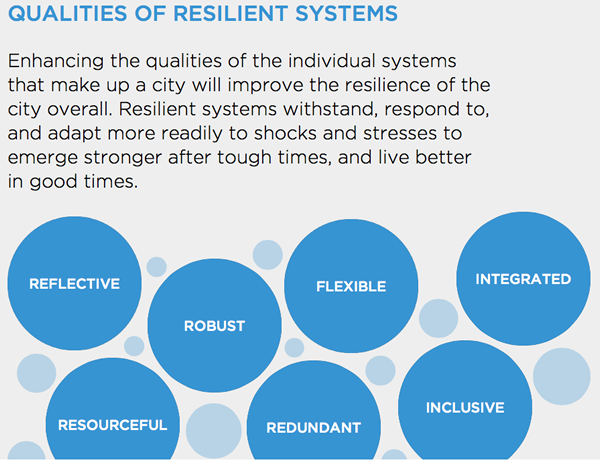 QUALITIES OF RESILIENT SYSTEMS
Enhancing the qualities of the individual systems
that make up a city will improve the resilience of the
city overall. Resilient systems withstand, respond to,
and adapt more readily to shocks and stresses to
emerge stronger after tough times, and live better
in good times.
REFLECTIVE
ROBUST
FLEXIBLE
INTEGRATED
RESOURCEFUL
REDUNDANT
INCLUSIVE